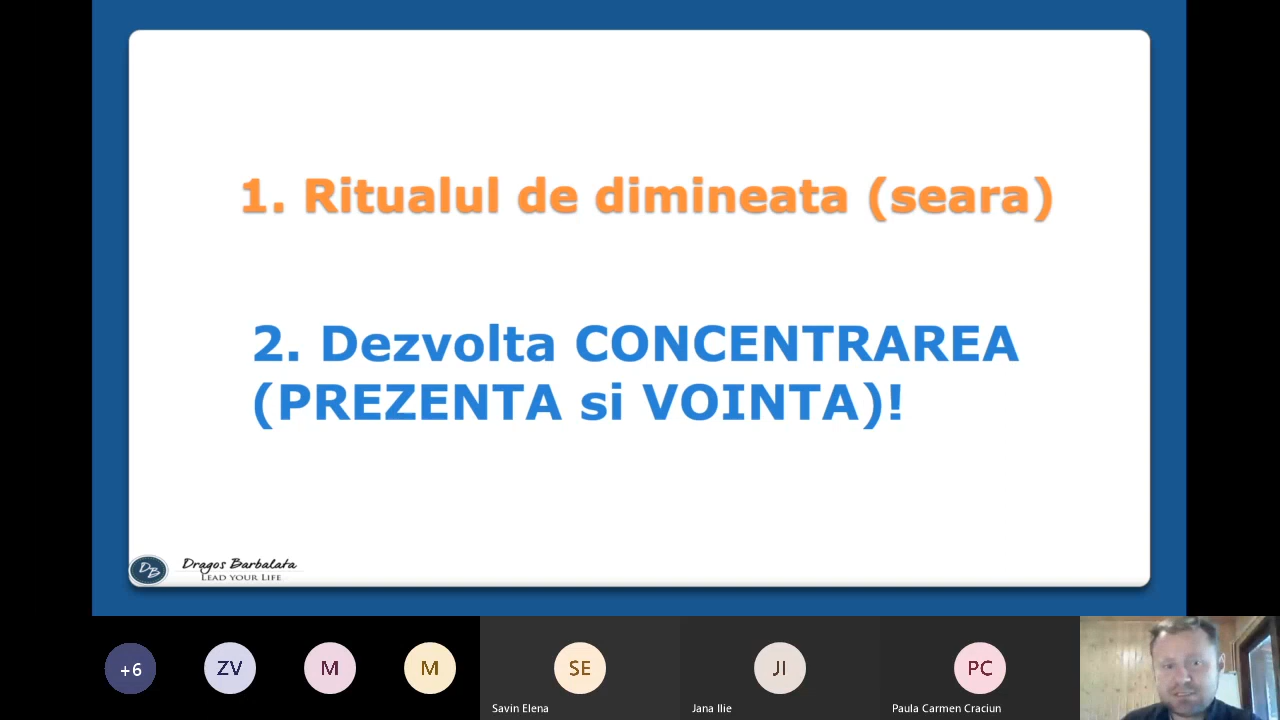 1. Ritualul de dimineata (seara)
2. Dezvolta CONCENTRAREA
(PREZENTA si VOINTA)!
DB
Dragos Barbalata
LEAD YOUR LIFE
+6
ZV
M
M
SE
JI
PC
Savin Elena
Jana Ilie
Paula Carmen Craciun